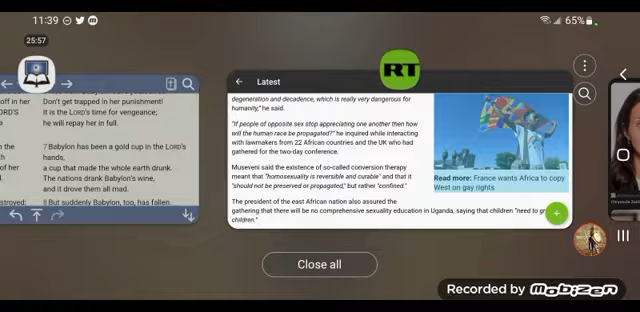 11:39
65%
25:57
RT
Latest
off in her
Don't get trapped in her punishment!
LORD'S
It is the LORD's time for vengeance;
he will repay her in full.
7 Babylon has been a gold cup in the LORD's
hands,
a cup that made the whole earth drunk.
The nations drank Babylon's wine,
and it drove them all mad.
8 But suddenly Babylon, too, has fallen.
degeneration and decadence, which is really very dangerous for
humanity," he said.
"If people of opposite sex stop appreciating one another then how
will the human race be propagated?" he inquired while interacting
with lawmakers from 22 African countries and the UK who had
gathered for the two-day conference.
Museveni said the existence of so-called conversion therapy
meant that "homosexuality is reversible and curable" and that it
"should not be preserved or propagated," but rather "confined."
The president of the east African nation also assured the
gathering that there will be no comprehensive sexuality education in Uganda, saying that children "need to
children."
Read more: France wants Africa to copy
West on gay rights
Close all
Recorded by
MOBIZEN